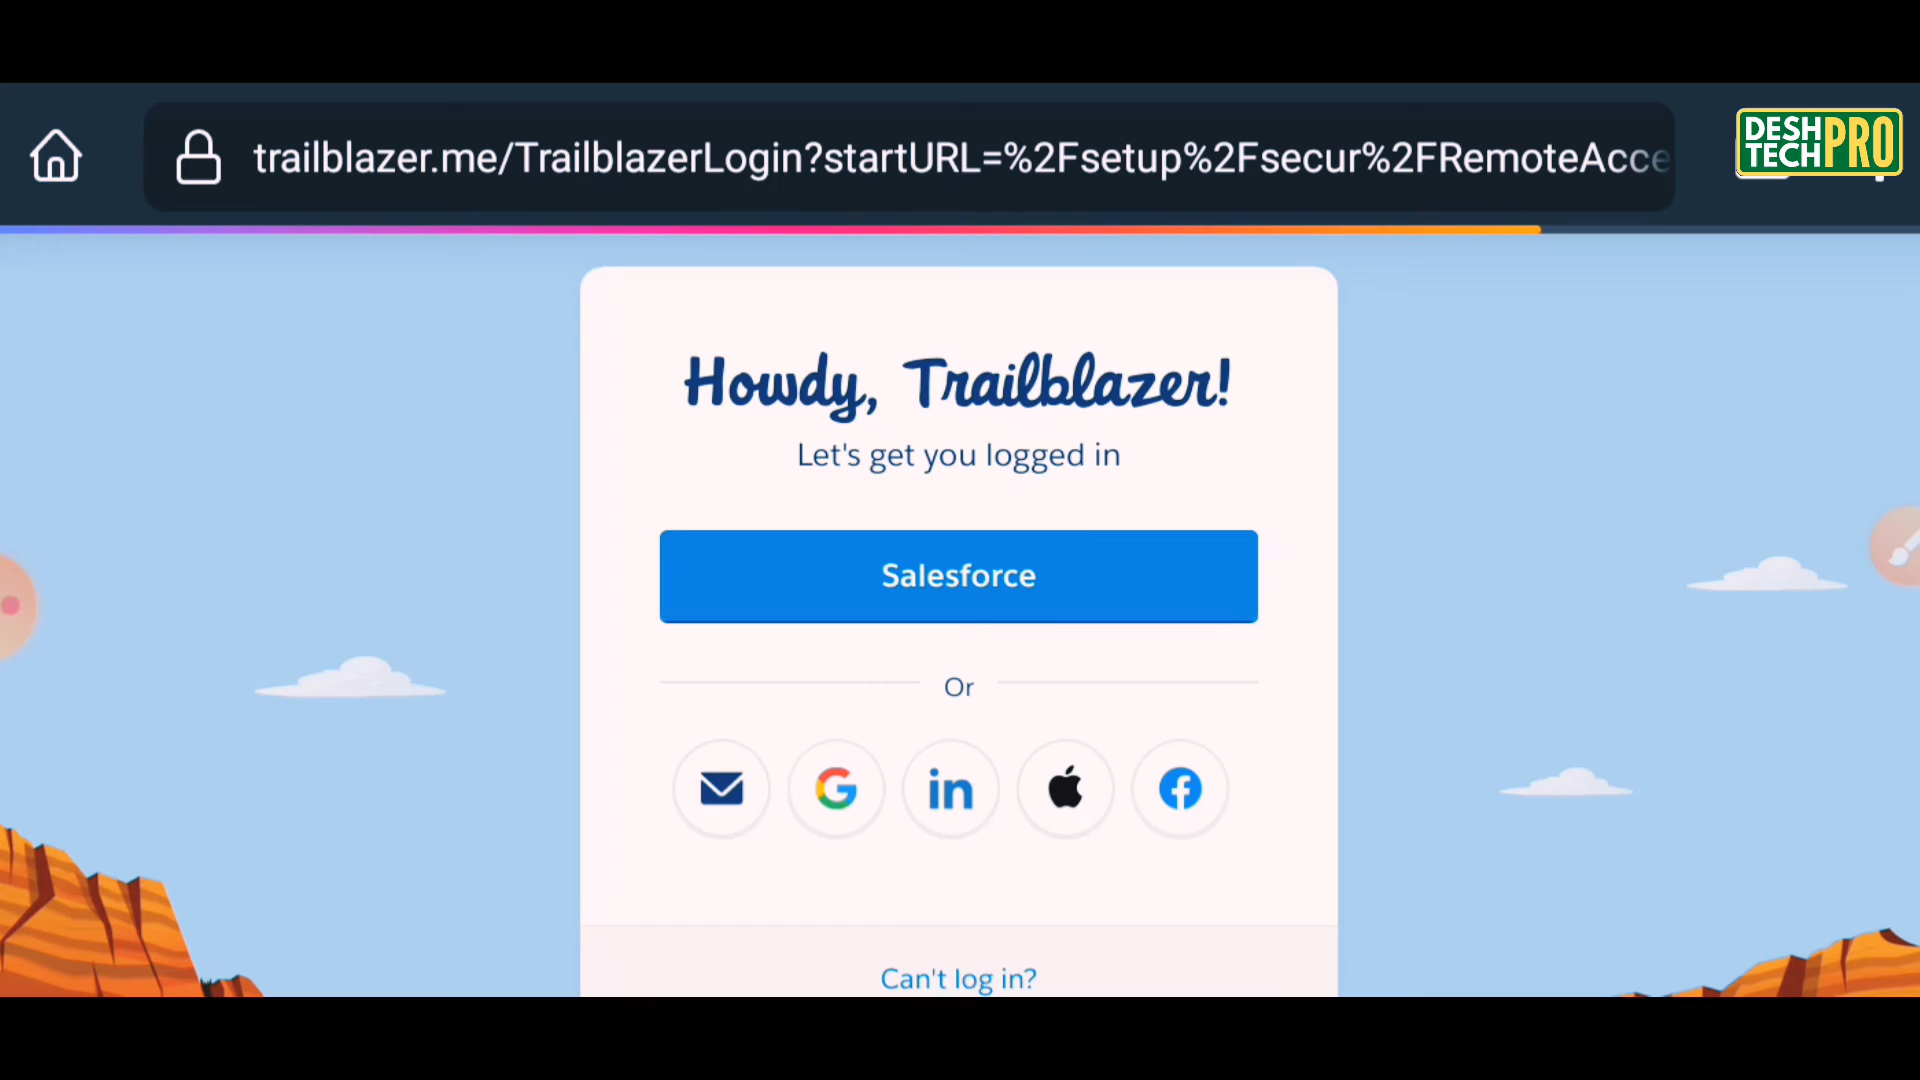 trailblazer.me/TrailblazerLogin?startURL=%2Fsetup%2Fsecur%2FRemoteAcce
DESH
TECH PRO
Howdy, Trailblazer!
Let's get you logged in
Salesforce
Or
in
Can't log in?